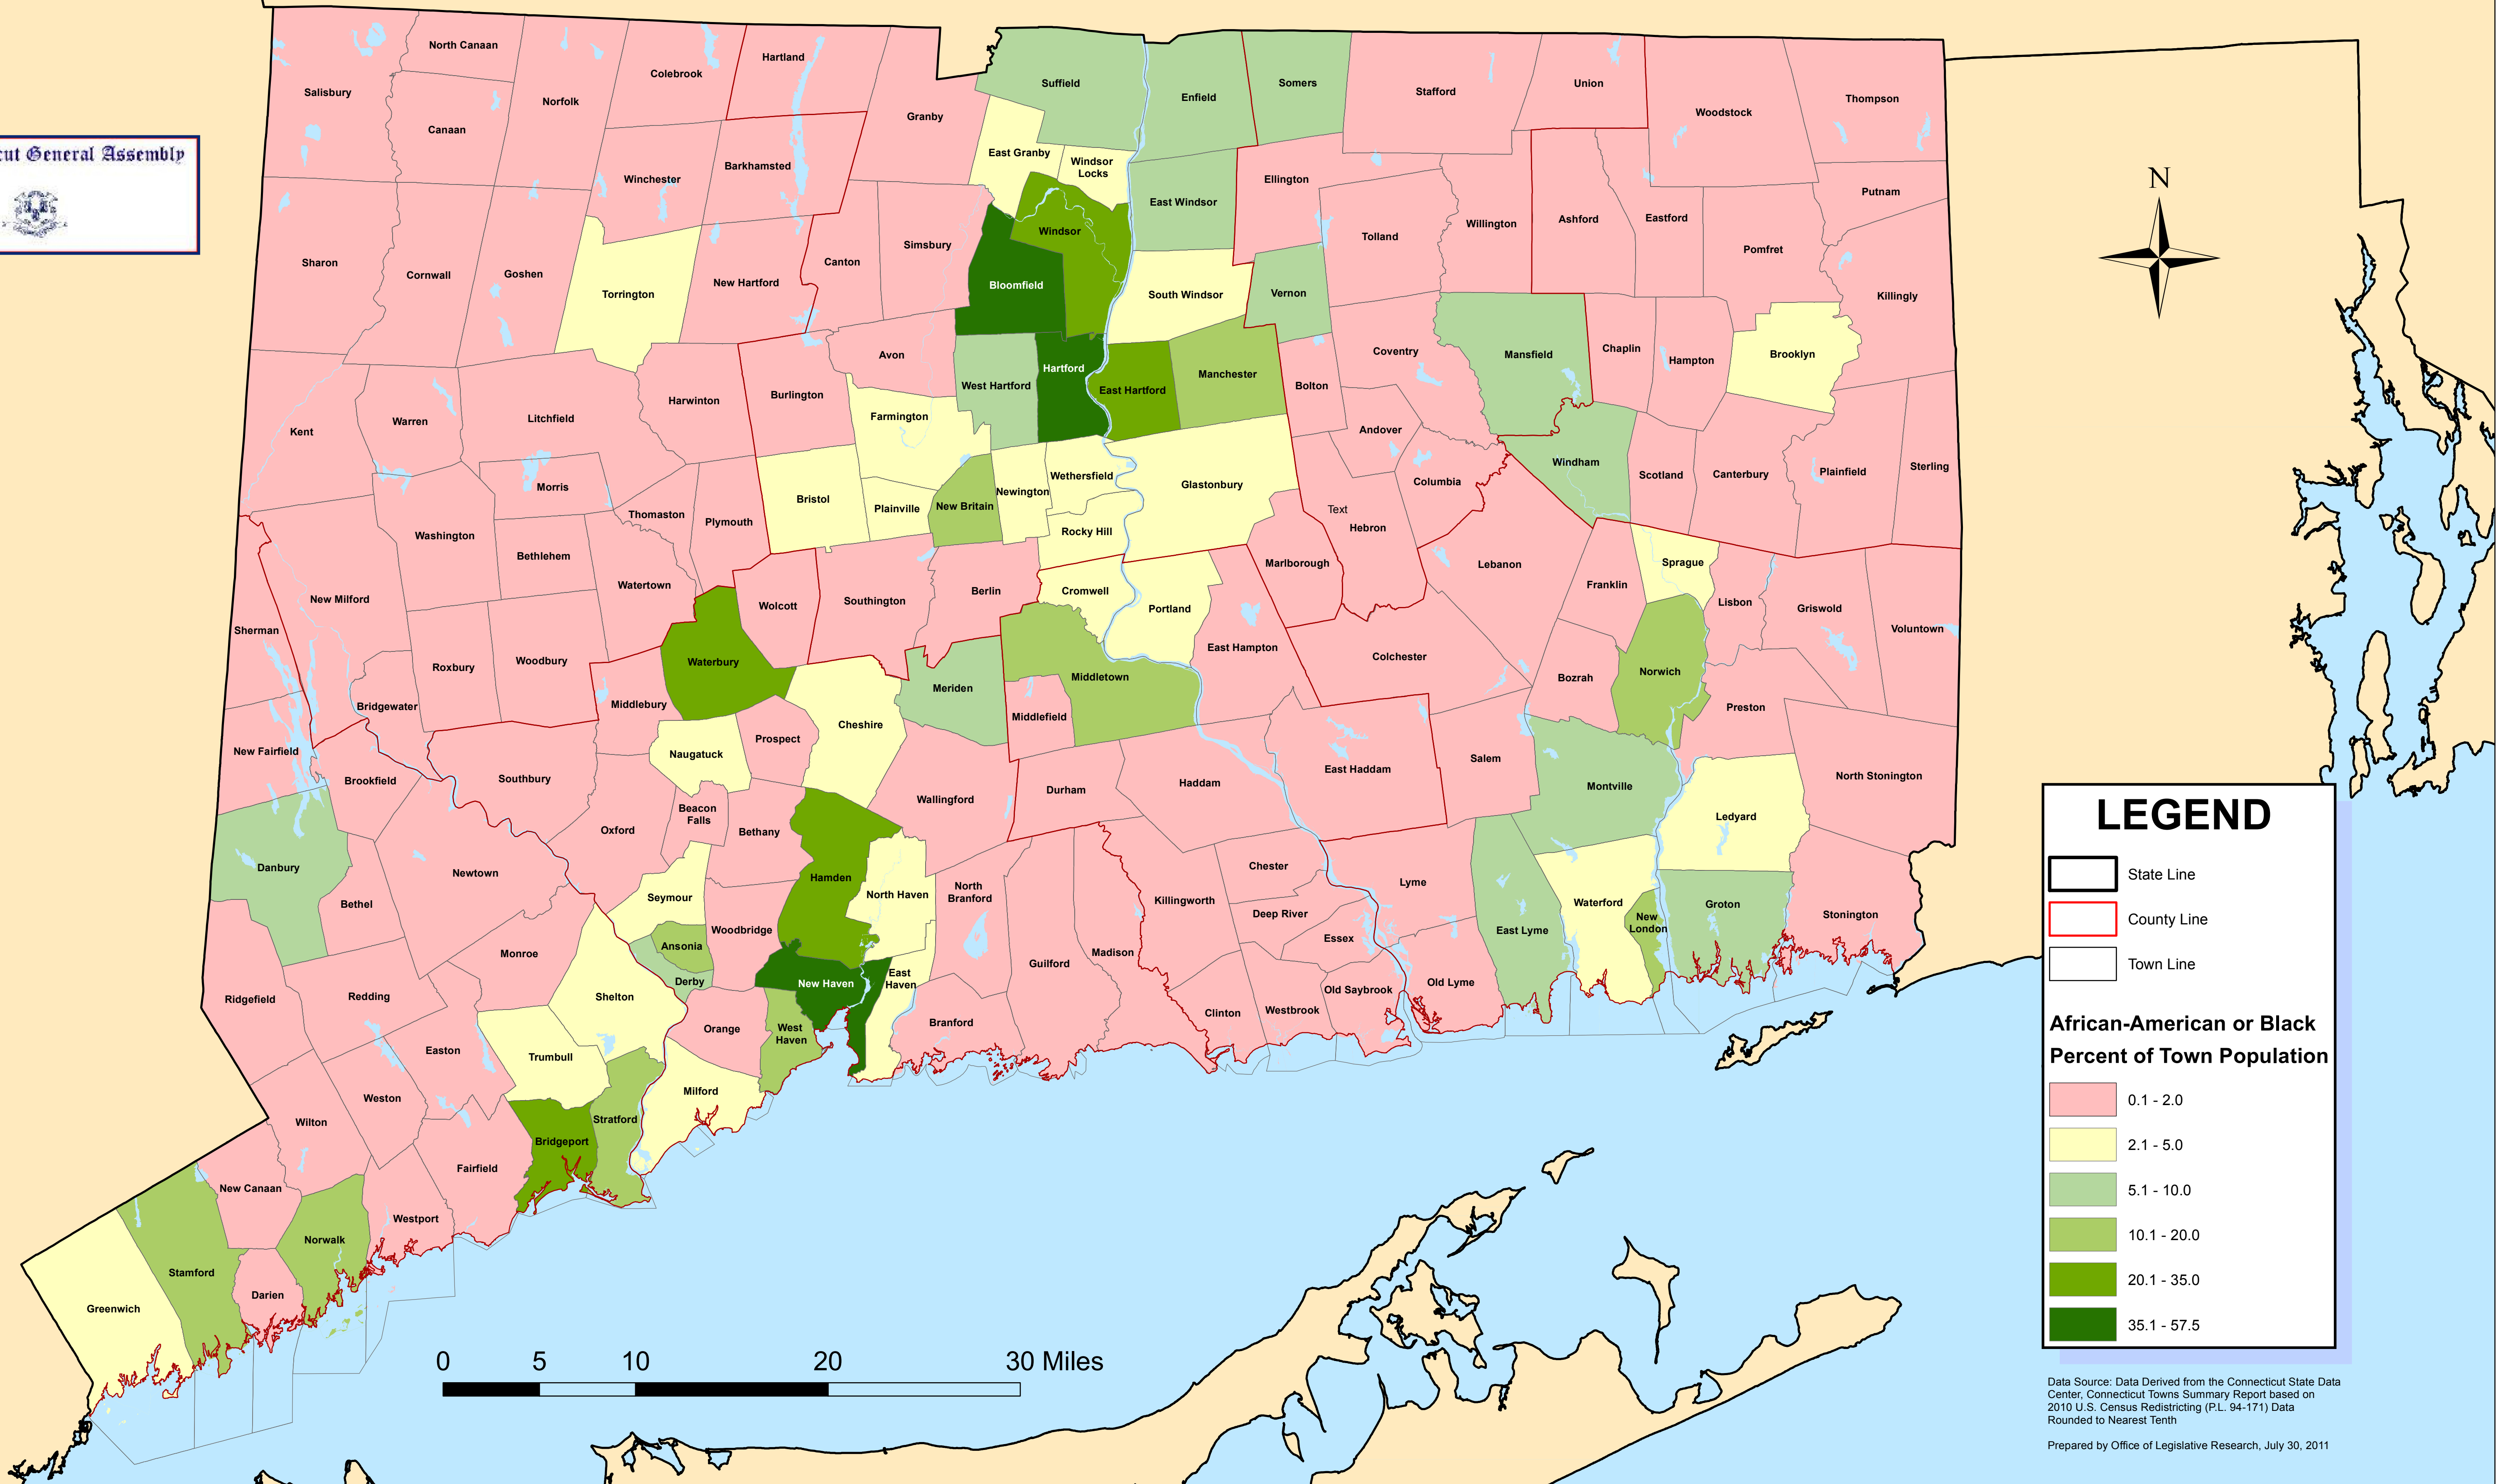 cut General Assembly
North Canaan
Salisbury
Canaan
Norfolk
Colebrook
Hartland
Granby
Suffield
Enfield
Somers
Stafford
Union
Woodstock
Thompson
Winchester
Barkhamsted
East Granby
Windsor
Locks
East Windsor
Ellington
Putnam
N
Sharon
Cornwall
Goshen
Torrington
New Hartford
Canton
Simsbury
Bloomfield
Windsor
South Windsor
Vernon
Tolland
Willington
Ashford
Eastford
Pomfret
Killingly
Kent
Warren
Litchfield
Harwinton
Burlington
Avon
Farmington
West Hartford
Hartford
East Hartford
Manchester
Bolton
Coventry
Andover
Mansfield
Chaplin
Hampton
Brooklyn
Morris
Thomaston
Plymouth
Bristol
Plainville
New Britain
Newington
Wethersfield
Rocky Hill
Glastonbury
Text
Hebron
Columbia
Windham
Scotland
Canterbury
Plainfield
Sterling
New Milford
Washington
Bethlehem
Watertown
Wolcott
Southington
Berlin
Cromwell
Portland
Marlborough
Lebanon
Franklin
Sprague
Lisbon
Griswold
Voluntown
Sherman
Bridgewater
Roxbury
Woodbury
Middlebury
Waterbury
Cheshire
Meriden
Middletown
Middlefield
East Hampton
Colchester
Bozrah
Norwich
Preston
New Fairfield
Brookfield
Southbury
Naugatuck
Prospect
Beacon
Falls
Oxford
Bethany
Wallingford
Durham
Haddam
East Haddam
Salem
Montville
Ledyard
North Stonington
Danbury
Bethel
Newtown
Seymour
Hamden
North Haven
North
Branford
Killingworth
Chester
Deep River
Essex
Lyme
East Lyme
Waterford
New
London
Groton
Stonington
Ridgefield
Redding
Monroe
Shelton
Ansonia
Derby
Woodbridge
New Haven
East
Haven
Guilford
Madison
Clinton
Westbrook
Old Saybrook
Old Lyme
Easton
Trumbull
Orange
West
Haven
Branford
Wilton
Weston
Milford
Stratford
Bridgeport
Fairfield
New Canaan
Westport
Norwalk
Stamford
Darien
Greenwich
0 5 10 20 30 Miles
LEGEND
State Line
County Line
Town Line
African-American or Black
Percent of Town Population
0.1 - 2.0
2.1 - 5.0
5.1 - 10.0
10.1 - 20.0
20.1 - 35.0
35.1 - 57.5
Data Source: Data Derived from the Connecticut State Data
Center, Connecticut Towns Summary Report based on
2010 U.S. Census Redistricting (P.L. 94-171) Data
Rounded to Nearest Tenth
Prepared by Office of Legislative Research, July 30, 2011